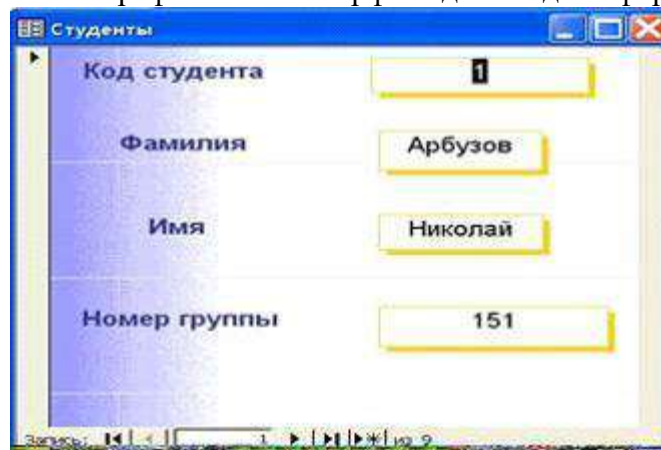 Студенты
Код студента 1
Фамилия Арбузов
Имя Николай
Номер группы 151
Запись: 1 из 9